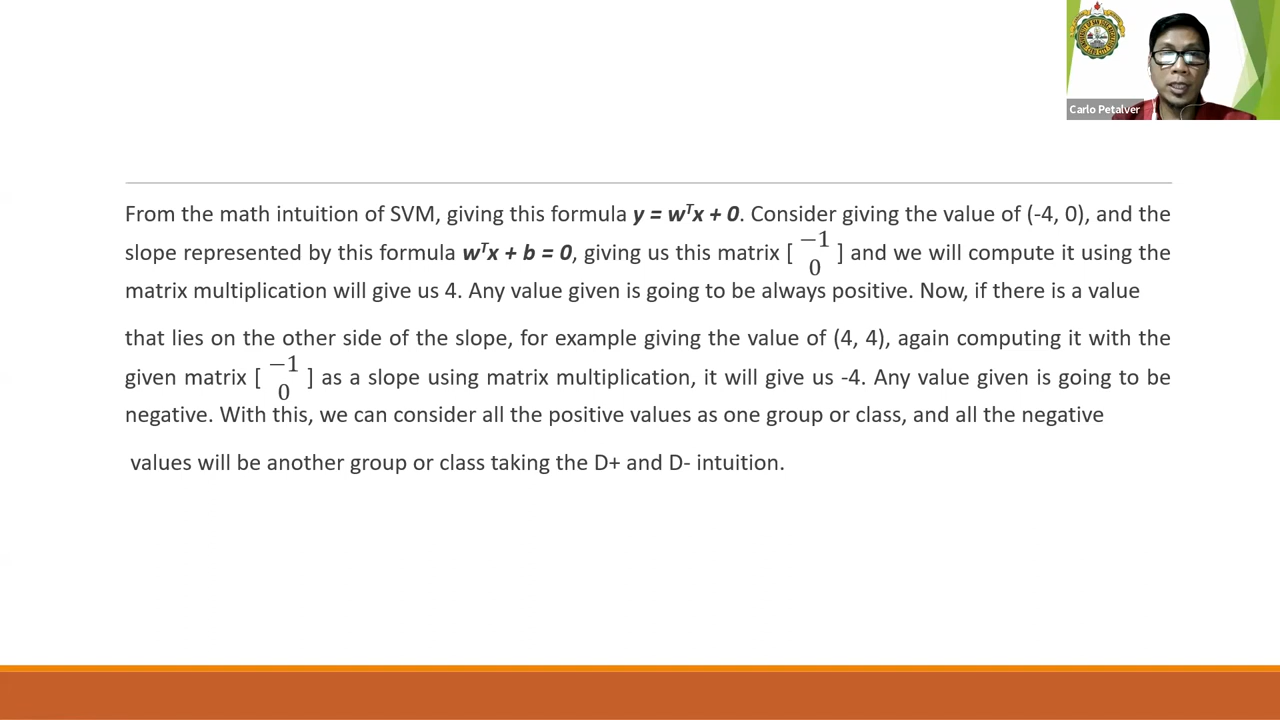 Carlo Petalver
From the math intuition of SVM, giving this formula y = wᵀx + 0. Consider giving the value of (-4, 0), and the
slope represented by this formula wᵀx + b = 0, giving us this matrix [ −1 0 ] and we will compute it using the
matrix multiplication will give us 4. Any value given is going to be always positive. Now, if there is a value
that lies on the other side of the slope, for example giving the value of (4, 4), again computing it with the
given matrix [ −1 0 ] as a slope using matrix multiplication, it will give us -4. Any value given is going to be
negative. With this, we can consider all the positive values as one group or class, and all the negative
values will be another group or class taking the D+ and D- intuition.